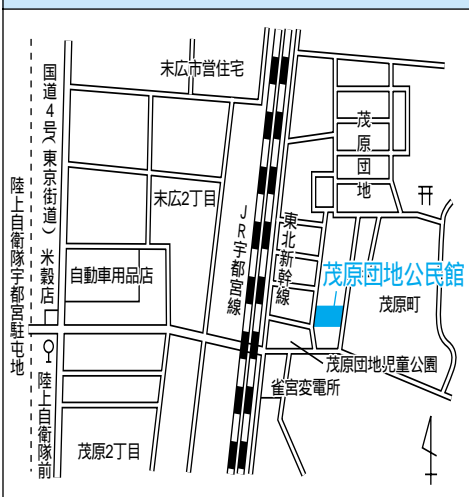 末広市営住宅
国道4号(東京街道)
米穀店
陸上自衛隊宇都宮駐屯地
末広2丁目
自動車用品店
陸上自衛隊前
茂原2丁目
JR宇都宮線
東北新幹線
茂原団地
茂原団地公民館
茂原町
茂原団地児童公園
雀宮変電所